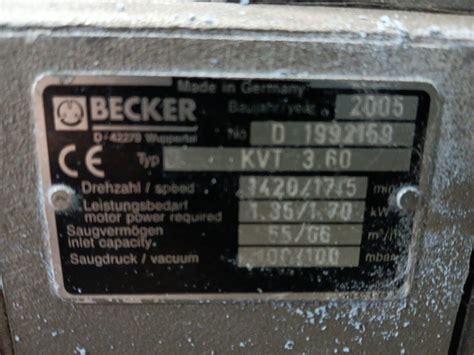 Made in Germany
BECKER
Baujahr/year 2005
D-42279 Wuppertal
No D 1992169
CE Typ KVT 3.60
Drehzahl / speed 1420/1715 min
Leistungsbedarf
motor power required 1.35/1.70 kW
Saugvermögen
inlet capacity 55/66 m³/h
Saugdruck / vacuum 100/100 mbar